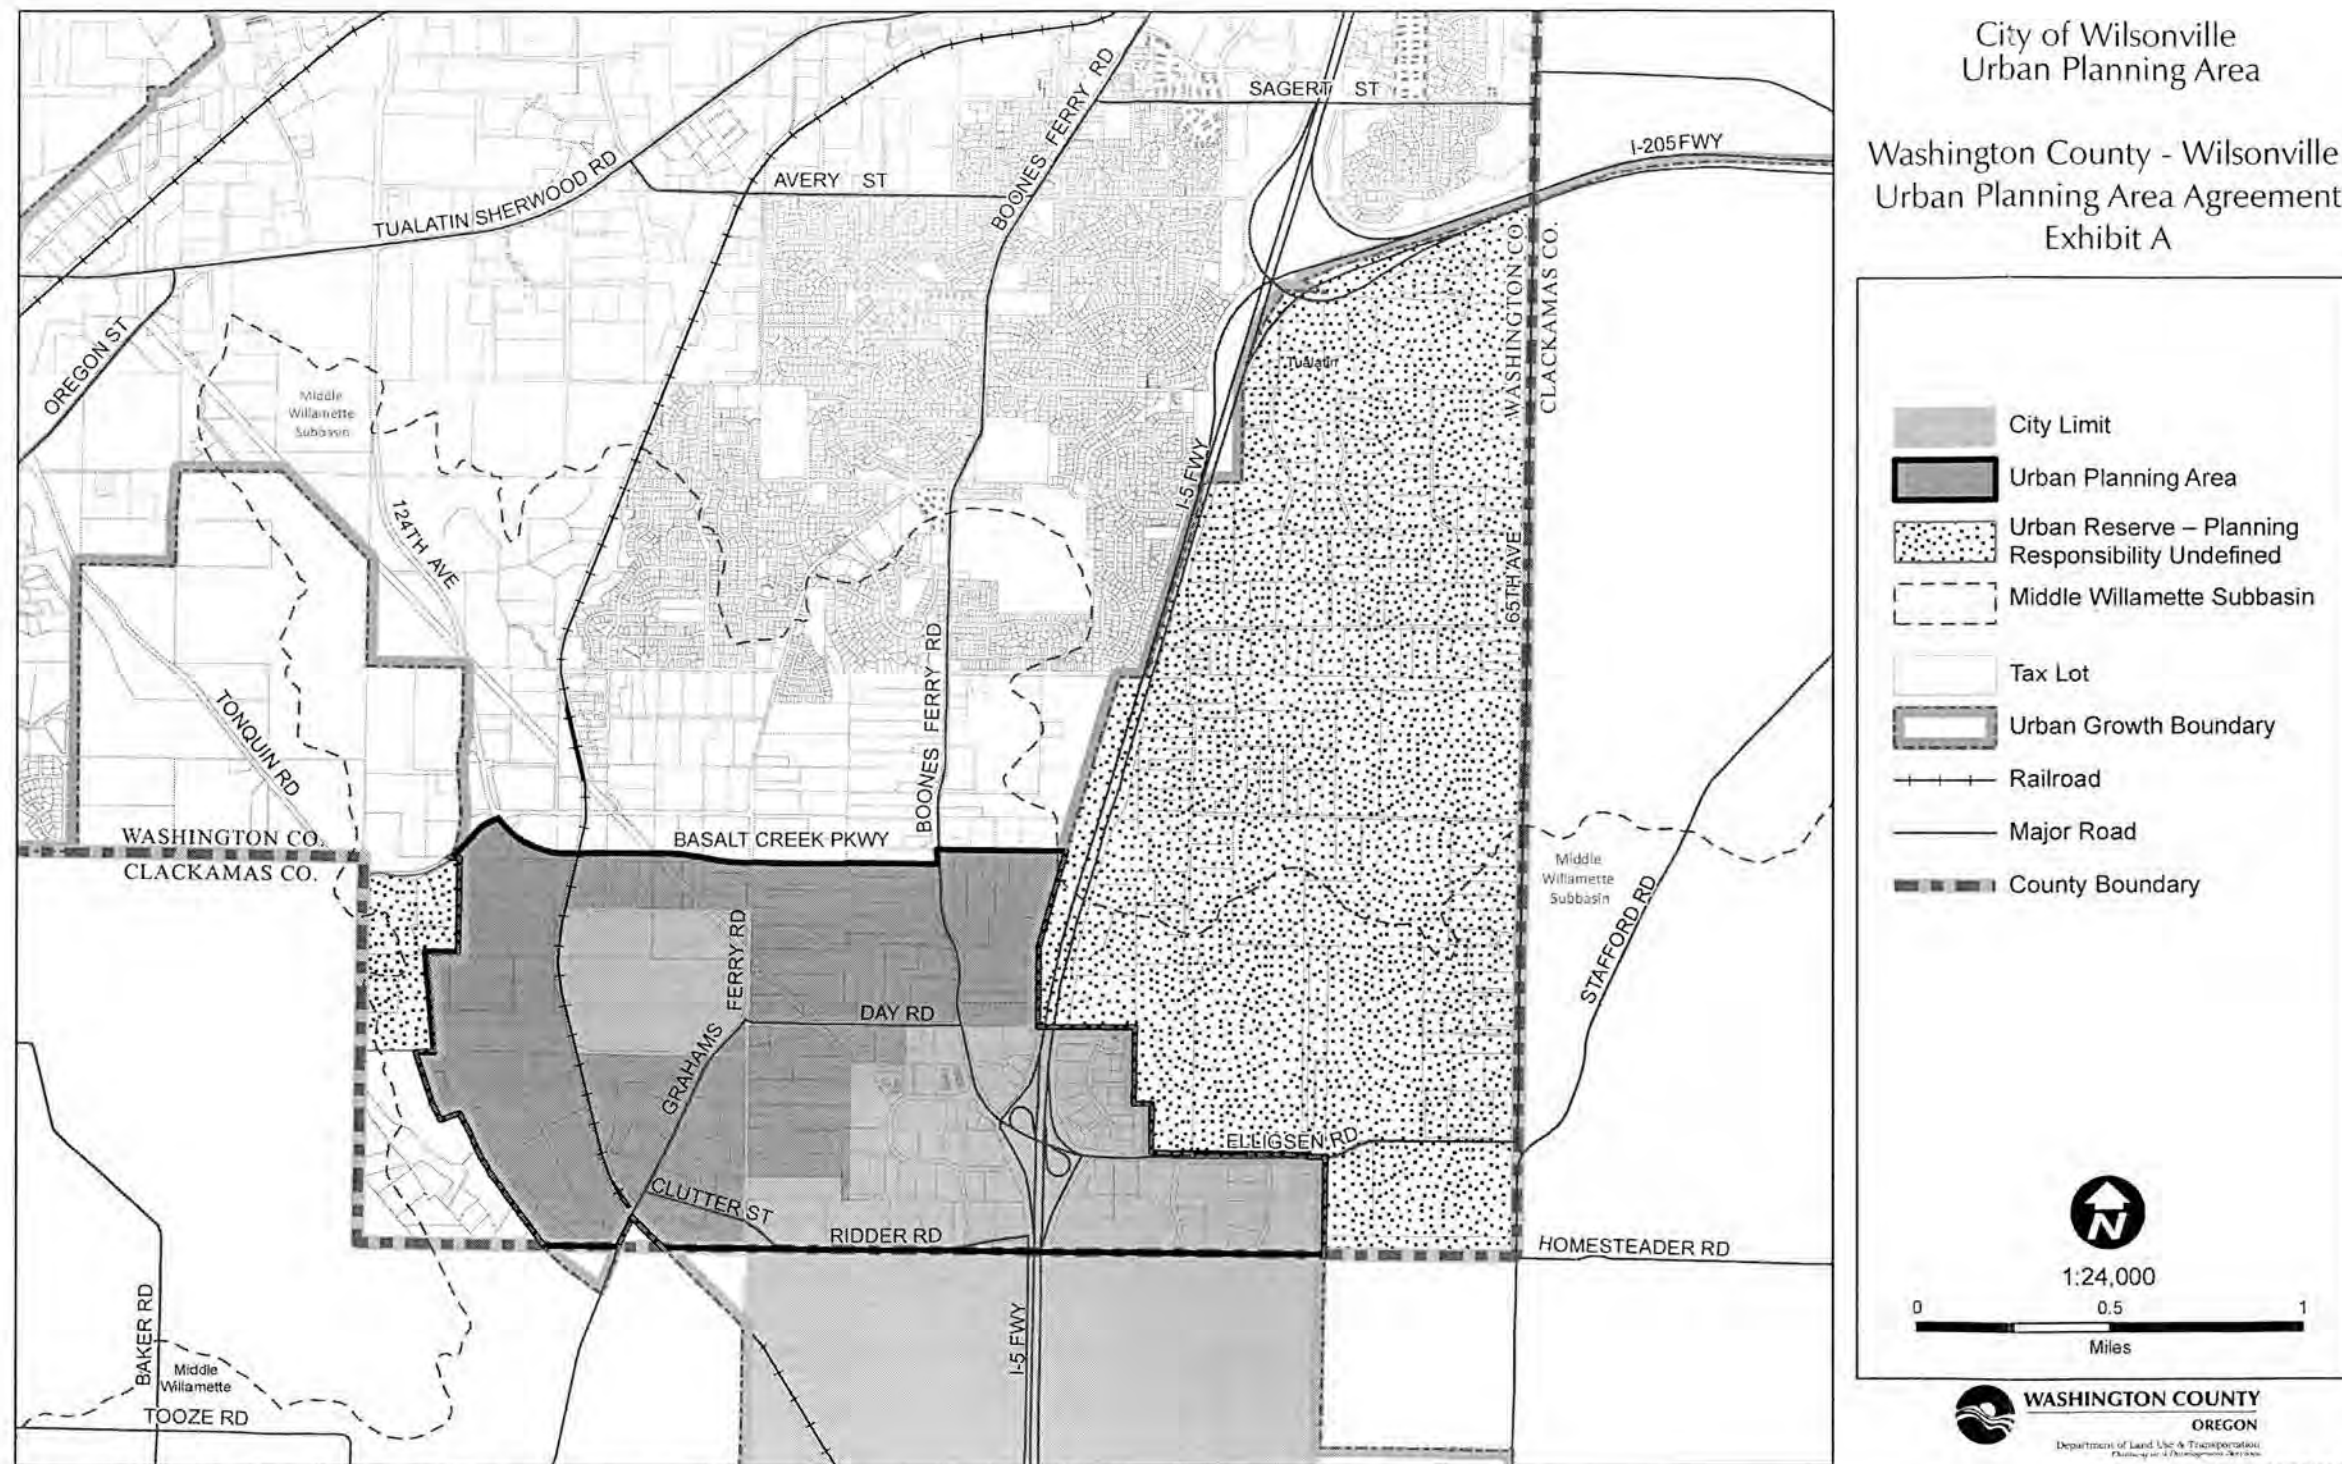 City of Wilsonville
Urban Planning Area
Washington County - Wilsonville
Urban Planning Area Agreement
Exhibit A
City Limit
Urban Planning Area
Urban Reserve – Planning
Responsibility Undefined
Middle Willamette Subbasin
Tax Lot
Urban Growth Boundary
Railroad
Major Road
County Boundary
N
1:24,000
0 0.5 1
Miles
WASHINGTON COUNTY
OREGON
Department of Land Use & Transportation
SAGERT ST
I-205 FWY
BOONES FERRY RD
AVERY ST
TUALATIN SHERWOOD RD
OREGON ST
Middle
Willamette
Subbasin
Tualatin
WASHINGTON CO.
CLACKAMAS CO.
I-5 FWY
124TH AVE
65TH AVE
TONQUIN RD
BOONES FERRY RD
WASHINGTON CO.
CLACKAMAS CO.
BASALT CREEK PKWY
Middle
Willamette
Subbasin
STAFFORD RD
GRAHAMS FERRY RD
DAY RD
ELLIGSEN RD
CLUTTER ST
RIDDER RD
HOMESTEADER RD
BAKER RD
I-5 FWY
Middle
Willamette
TOOZE RD